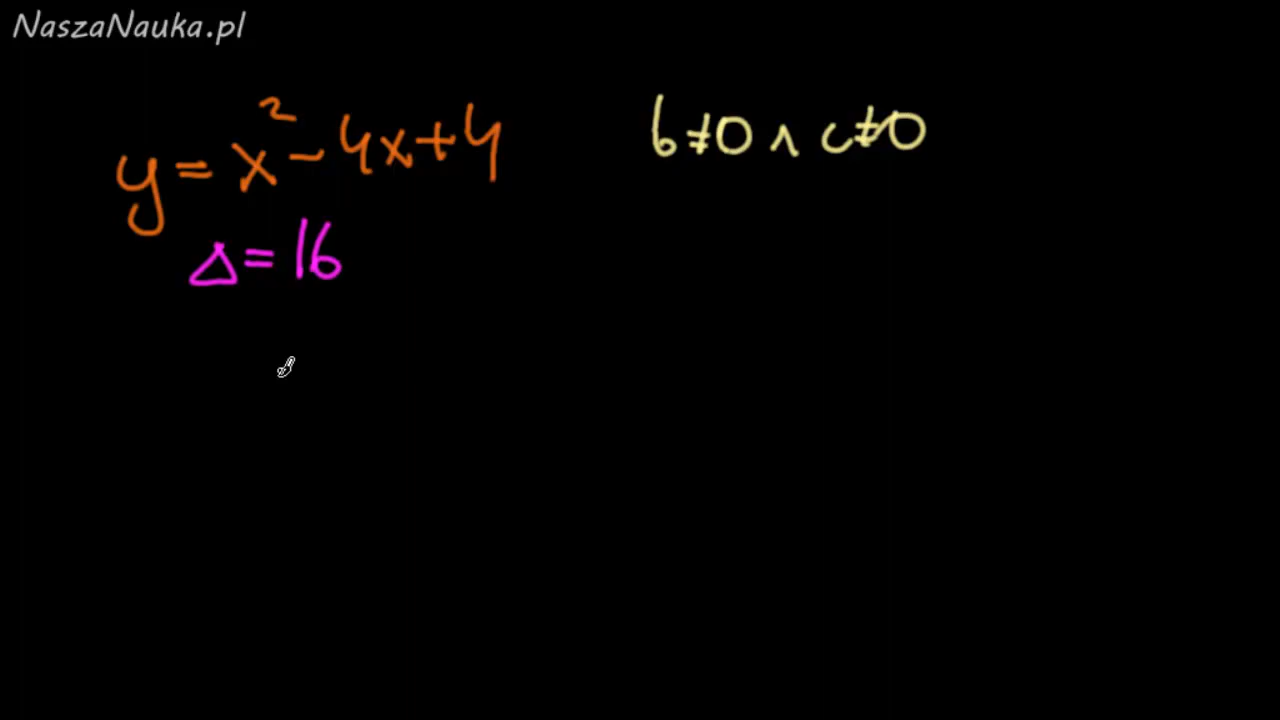 NaszaNauka.pl
y = x² - 4x + 4
b ≠ 0 ∧ c ≠ 0
Δ = 16